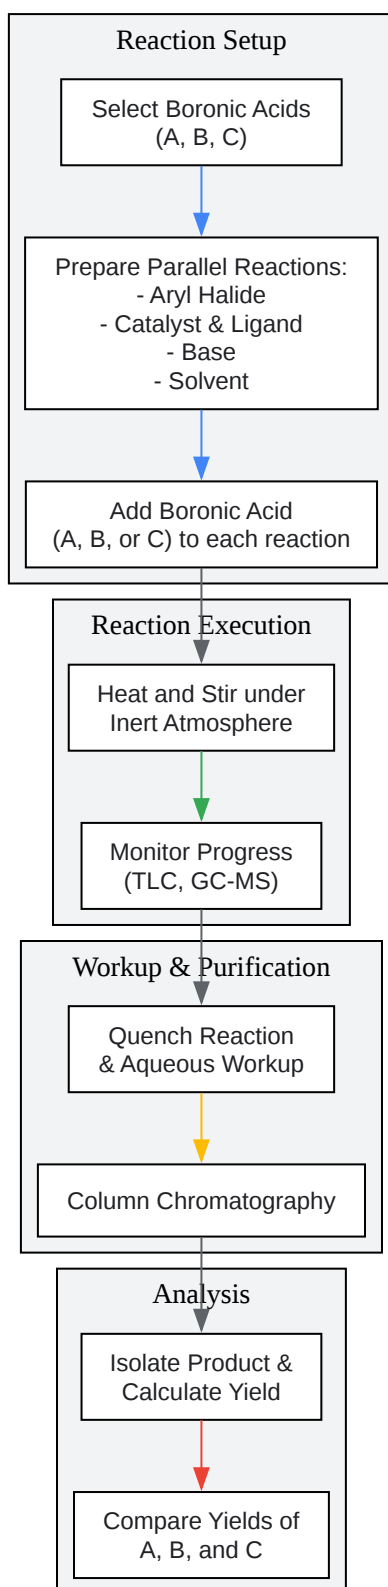 Reaction Setup
Select Boronic Acids
(A, B, C)
Prepare Parallel Reactions:
- Aryl Halide
- Catalyst & Ligand
- Base
- Solvent
Add Boronic Acid
(A, B, or C) to each reaction
Reaction Execution
Heat and Stir under
Inert Atmosphere
Monitor Progress
(TLC, GC-MS)
Workup & Purification
Quench Reaction
& Aqueous Workup
Column Chromatography
Analysis
Isolate Product &
Calculate Yield
Compare Yields of
A, B, and C